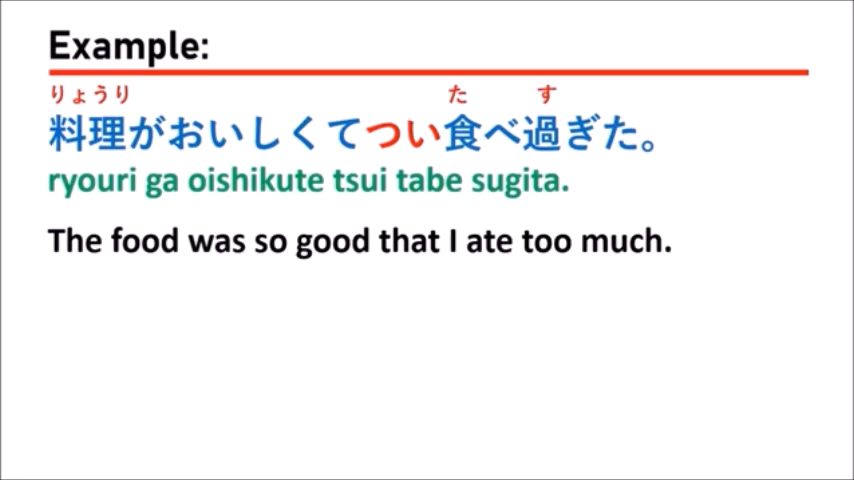 Example:
りょうり た す
料理がおいしくてつい食べ過ぎた。
ryouri ga oishikute tsui tabe sugita.
The food was so good that I ate too much.